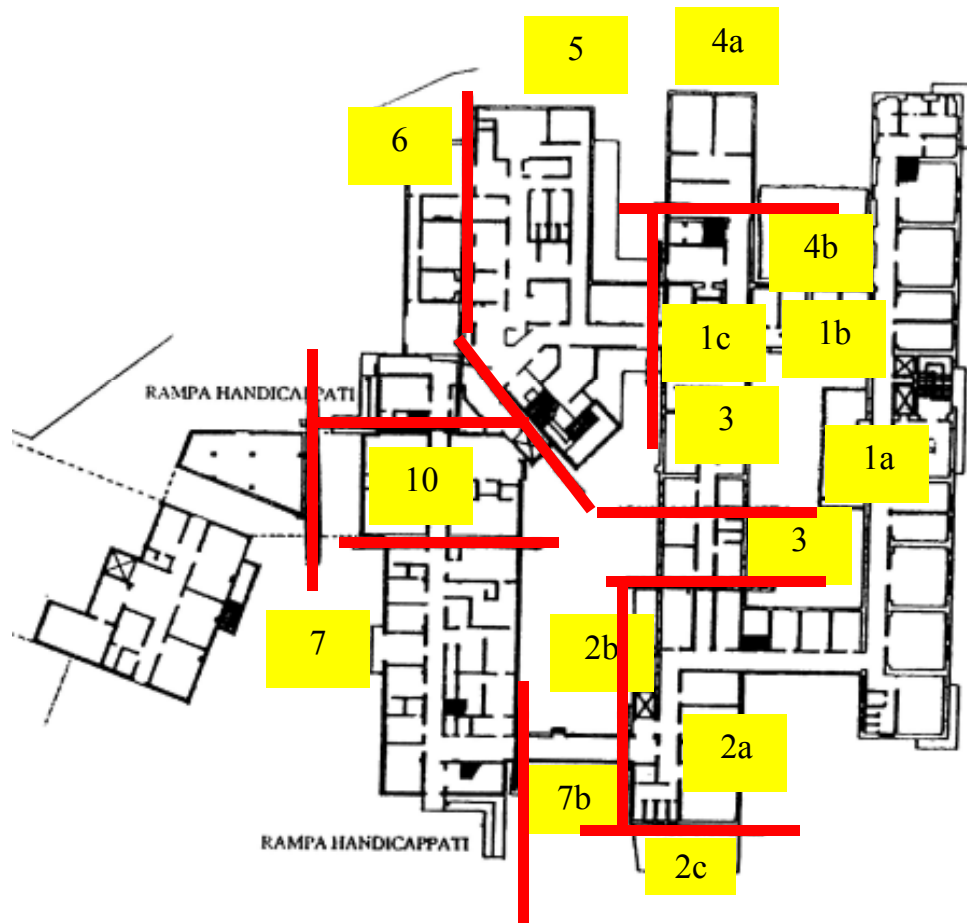 5
4a
6
4b
1c
1b
RAMPA HANDICAPPATI
3
1a
10
3
7
2b
2a
7b
RAMPA HANDICAPPATI
2c